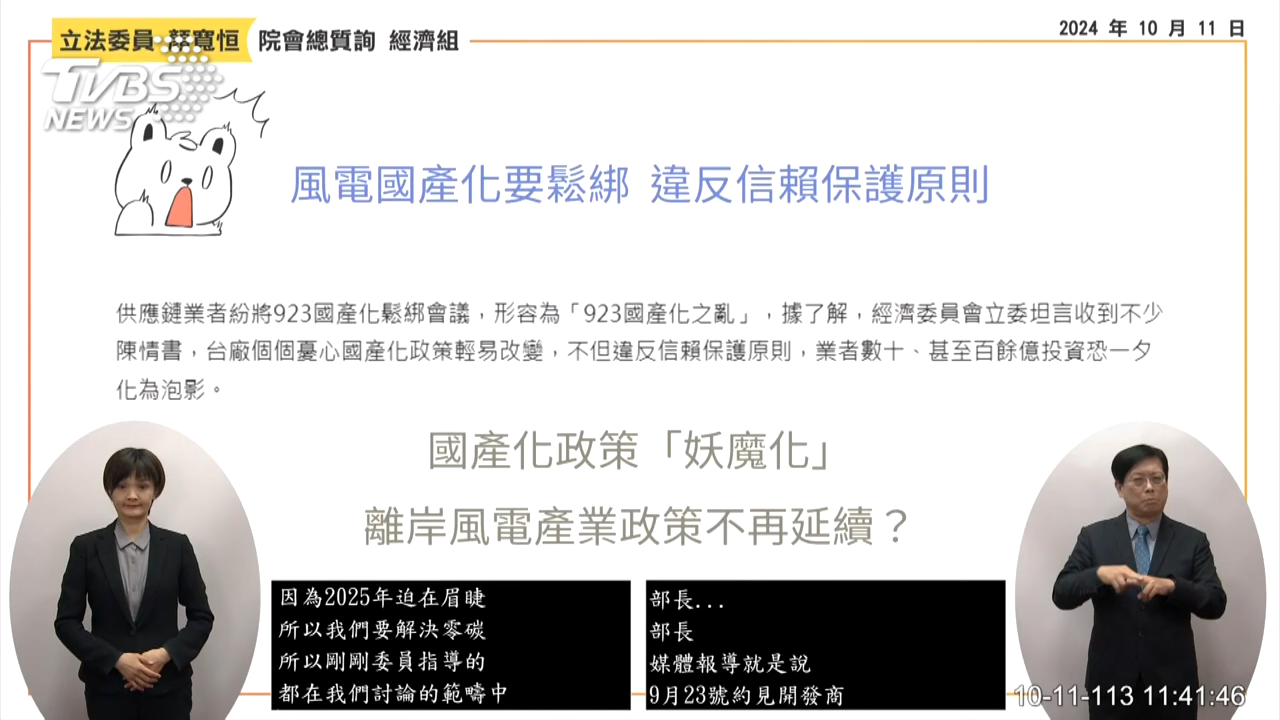 立法委員 顏寬恒 院會總質詢 經濟組
2024 年 10 月 11 日
TVBS
NEWS
風電國產化要鬆綁 違反信賴保護原則
供應鏈業者紛將923國產化鬆綁會議，形容為「923國產化之亂」，據了解，經濟委員會立委坦言收到不少
陳情書，台廠個個憂心國產化政策輕易改變，不但違反信賴保護原則，業者數十、甚至百餘億投資恐一夕
化為泡影。
國產化政策「妖魔化」
離岸風電產業政策不再延續？
因為2025年迫在眉睫
所以我們要解決零碳
所以剛剛委員指導的
都在我們討論的範疇中
部長...
部長
媒體報導就是說
9月23號約見開發商
10-11-113 11:41:46